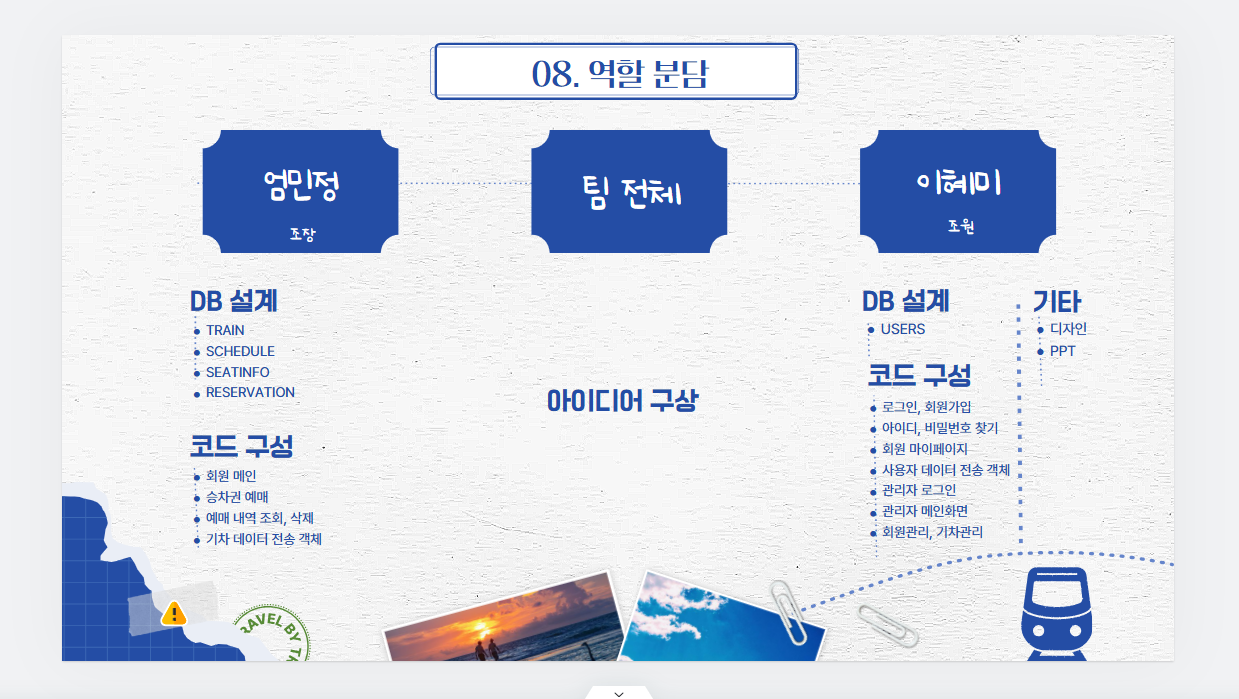 08. 역할 분담
엄민정
조장
팀 전체
이혜미
조원
DB 설계
TRAIN
SCHEDULE
SEATINFO
RESERVATION
코드 구성
회원 메인
승차권 예매
예매 내역 조회, 삭제
기차 데이터 전송 객체
아이디어 구상
DB 설계
USERS
코드 구성
로그인, 회원가입
아이디, 비밀번호 찾기
회원 마이페이지
사용자 데이터 전송 객체
관리자 로그인
관리자 메인화면
회원관리, 기차관리
기타
디자인
PPT
RAVEL BY T